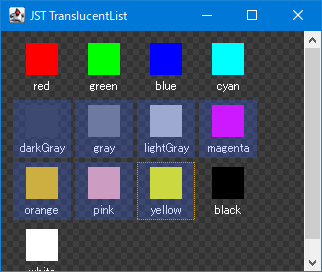 JST TranslucentList
red green blue cyan
darkGray gray lightGray magenta
orange pink yellow black
white